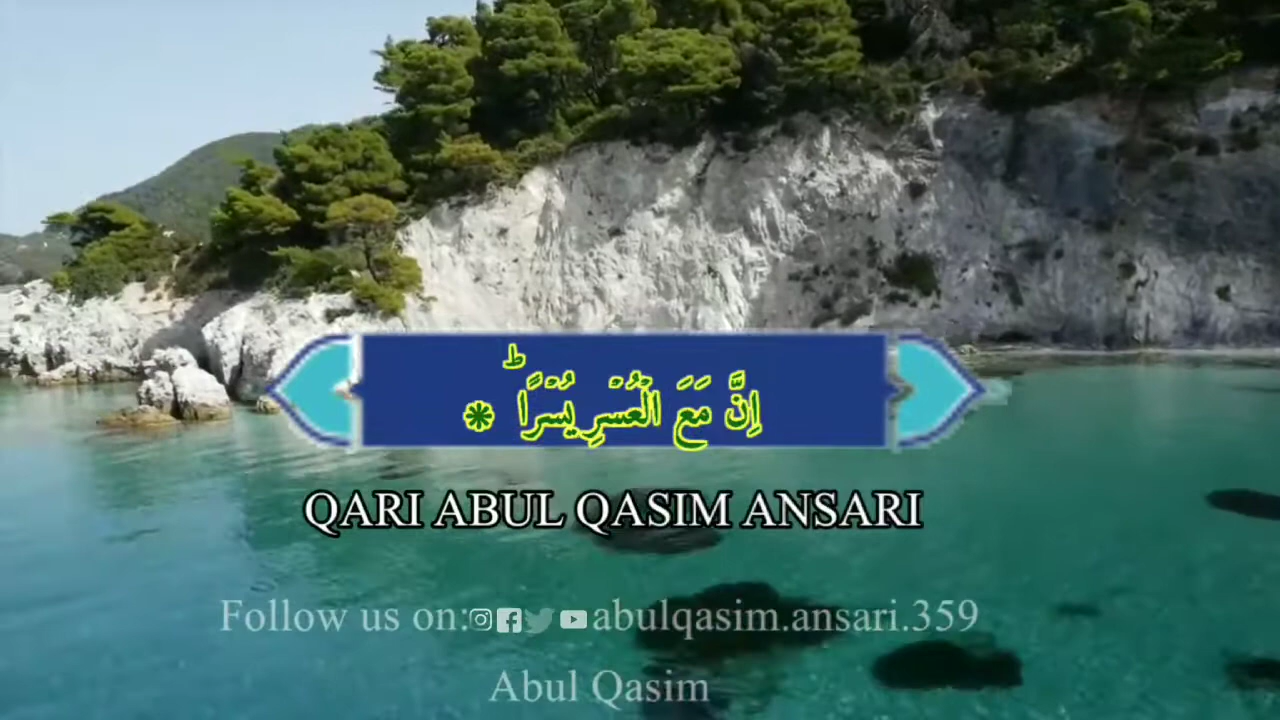 اِنَّ مَعَ الْعُسْرِ يُسْرًاؕ
QARI ABUL QASIM ANSARI
Follow us on: abulqasim.ansari.359
Abul Qasim